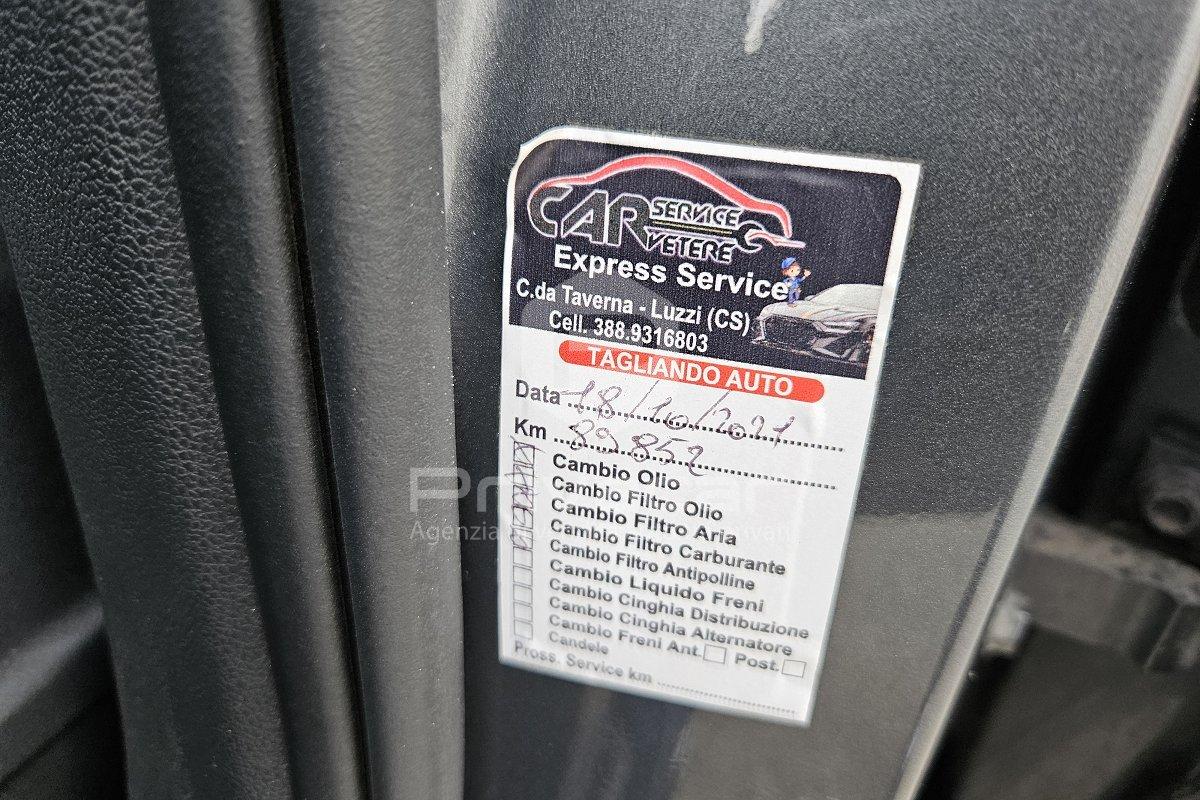 CAR SERVICE
VETERE
Express Service
C.da Taverna - Luzzi (CS)
Cell. 388.9316803
TAGLIANDO AUTO
Data 18/10/2021
Km 89852
Cambio Olio
Cambio Filtro Olio
Cambio Filtro Aria
Cambio Filtro Carburante
Cambio Filtro Antipolline
Cambio Liquido Freni
Cambio Cinghia Distribuzione
Cambio Cinghia Alternatore
Cambio Freni Ant. Post.
Candele
Pross. Service km